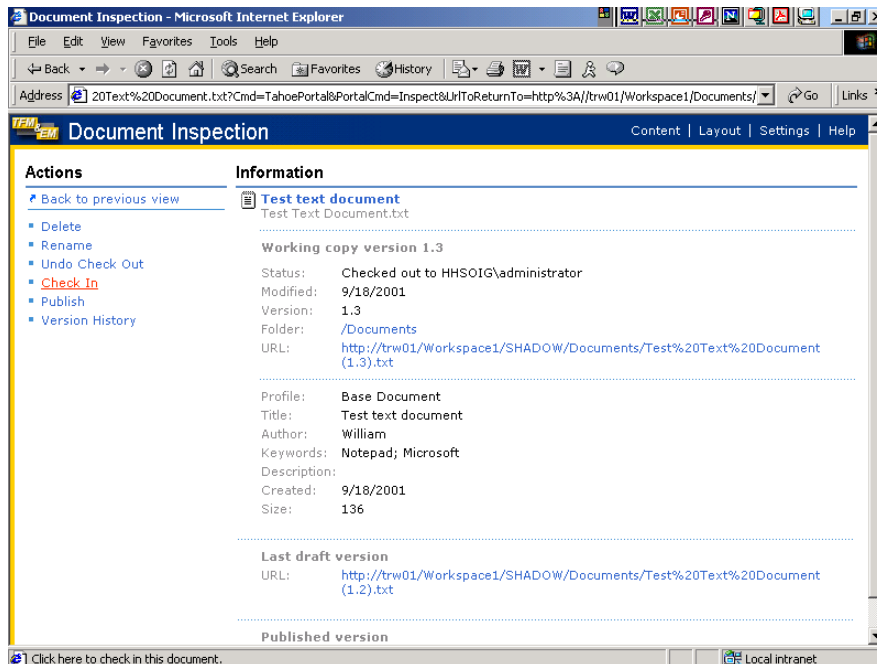 Document Inspection - Microsoft Internet Explorer
File Edit View Favorites Tools Help
Back Search Favorites History
Address 20Text%20Document.txt?Cmd=TahoePortal&PortalCmd=Inspect&UrlToReturnTo=http%3A//trw01/Workspace1/Documents/ Go Links
TFM & EM Document Inspection Content | Layout | Settings | Help
Actions
Back to previous view
Delete
Rename
Undo Check Out
Check In
Publish
Version History
Information
Test text document
Test Text Document.txt
Working copy version 1.3
Status: Checked out to HHSOIG\administrator
Modified: 9/18/2001
Version: 1.3
Folder: /Documents
URL: http://trw01/Workspace1/SHADOW/Documents/Test%20Text%20Document
(1.3).txt
Profile: Base Document
Title: Test text document
Author: William
Keywords: Notepad; Microsoft
Description:
Created: 9/18/2001
Size: 136
Last draft version
URL: http://trw01/Workspace1/SHADOW/Documents/Test%20Text%20Document
(1.2).txt
Published version
Click here to check in this document. Local intranet